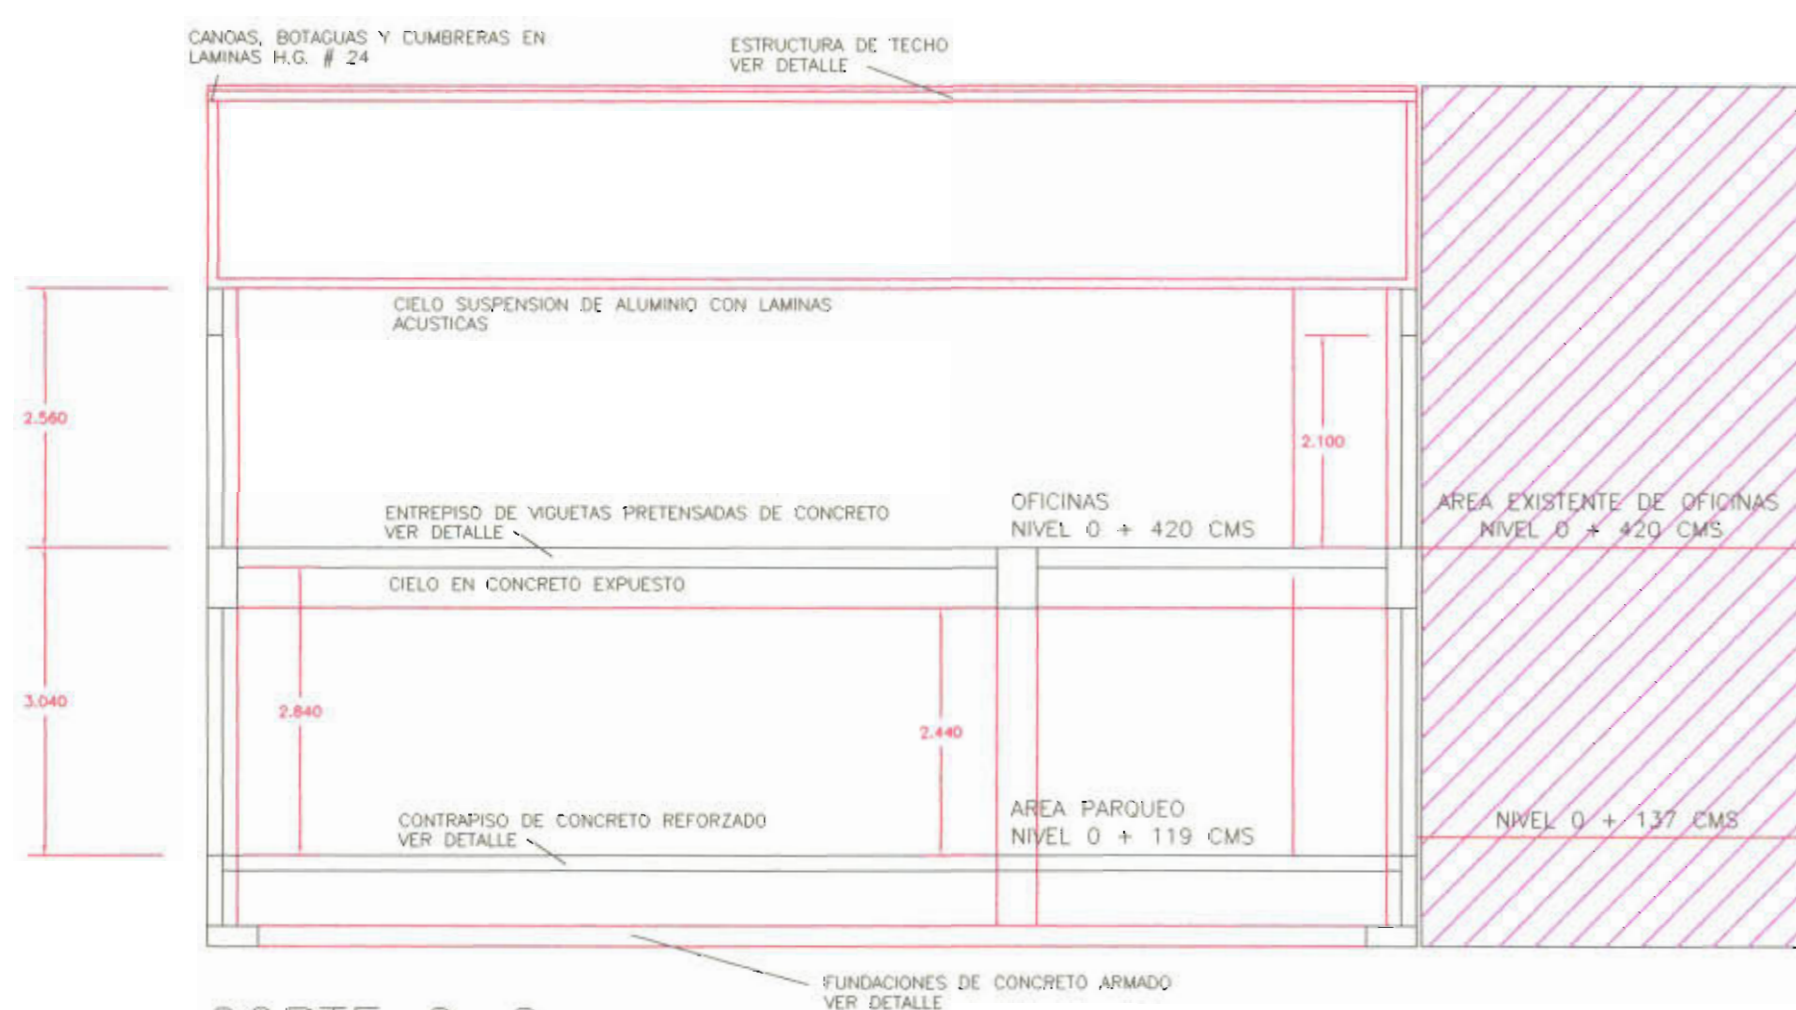 CANOAS, BOTAGUAS Y CUMBRERAS EN
LAMINAS H.G. # 24
ESTRUCTURA DE TECHO
VER DETALLE
CIELO SUSPENSION DE ALUMINIO CON LAMINAS
ACUSTICAS
2.560
2.100
ENTREPISO DE VIGUETAS PRETENSADAS DE CONCRETO
VER DETALLE
OFICINAS
NIVEL 0 + 420 CMS
AREA EXISTENTE DE OFICINAS
NIVEL 0 + 420 CMS
CIELO EN CONCRETO EXPUESTO
3.040
2.840
2.440
CONTRAPISO DE CONCRETO REFORZADO
VER DETALLE
AREA PARQUEO
NIVEL 0 + 119 CMS
NIVEL 0 + 137 CMS
FUNDACIONES DE CONCRETO ARMADO
VER DETALLE